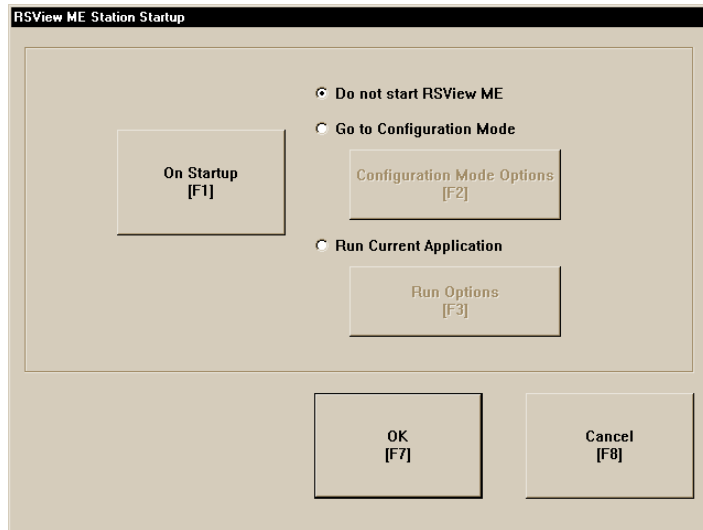 RSView ME Station Startup
Do not start RSView ME
Go to Configuration Mode
On Startup
[F1]
Configuration Mode Options
[F2]
Run Current Application
Run Options
[F3]
OK
[F7]
Cancel
[F8]